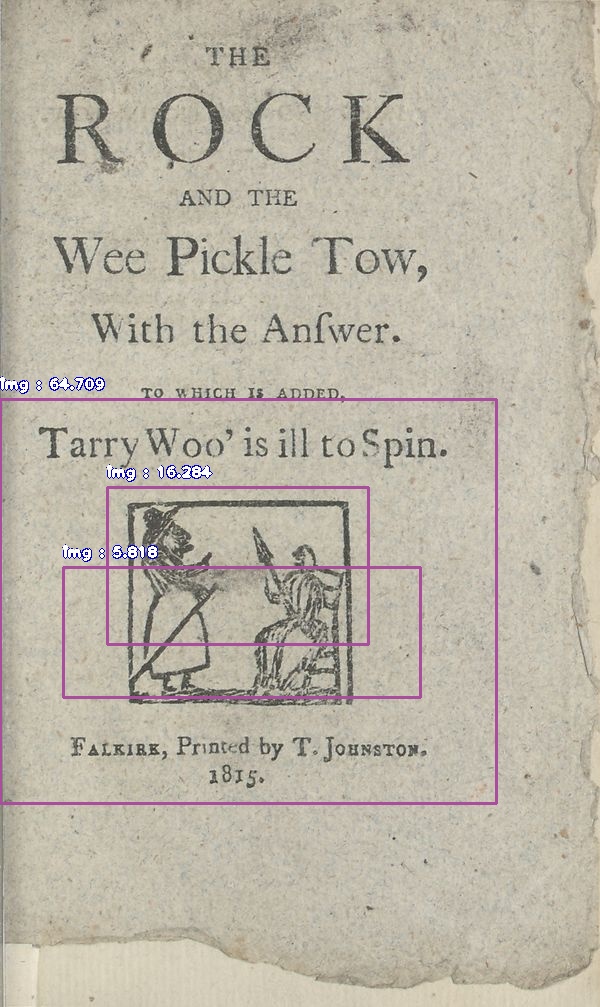 THE
ROCK
AND THE
Wee Pickle Tow,
With the Anſwer.
img : 64.709
TO WHICH IS ADDED,
Tarry Woo' is ill to Spin.
img : 16.284
img : 5.818
FALKIRK, Printed by T. JOHNSTON.
1815.